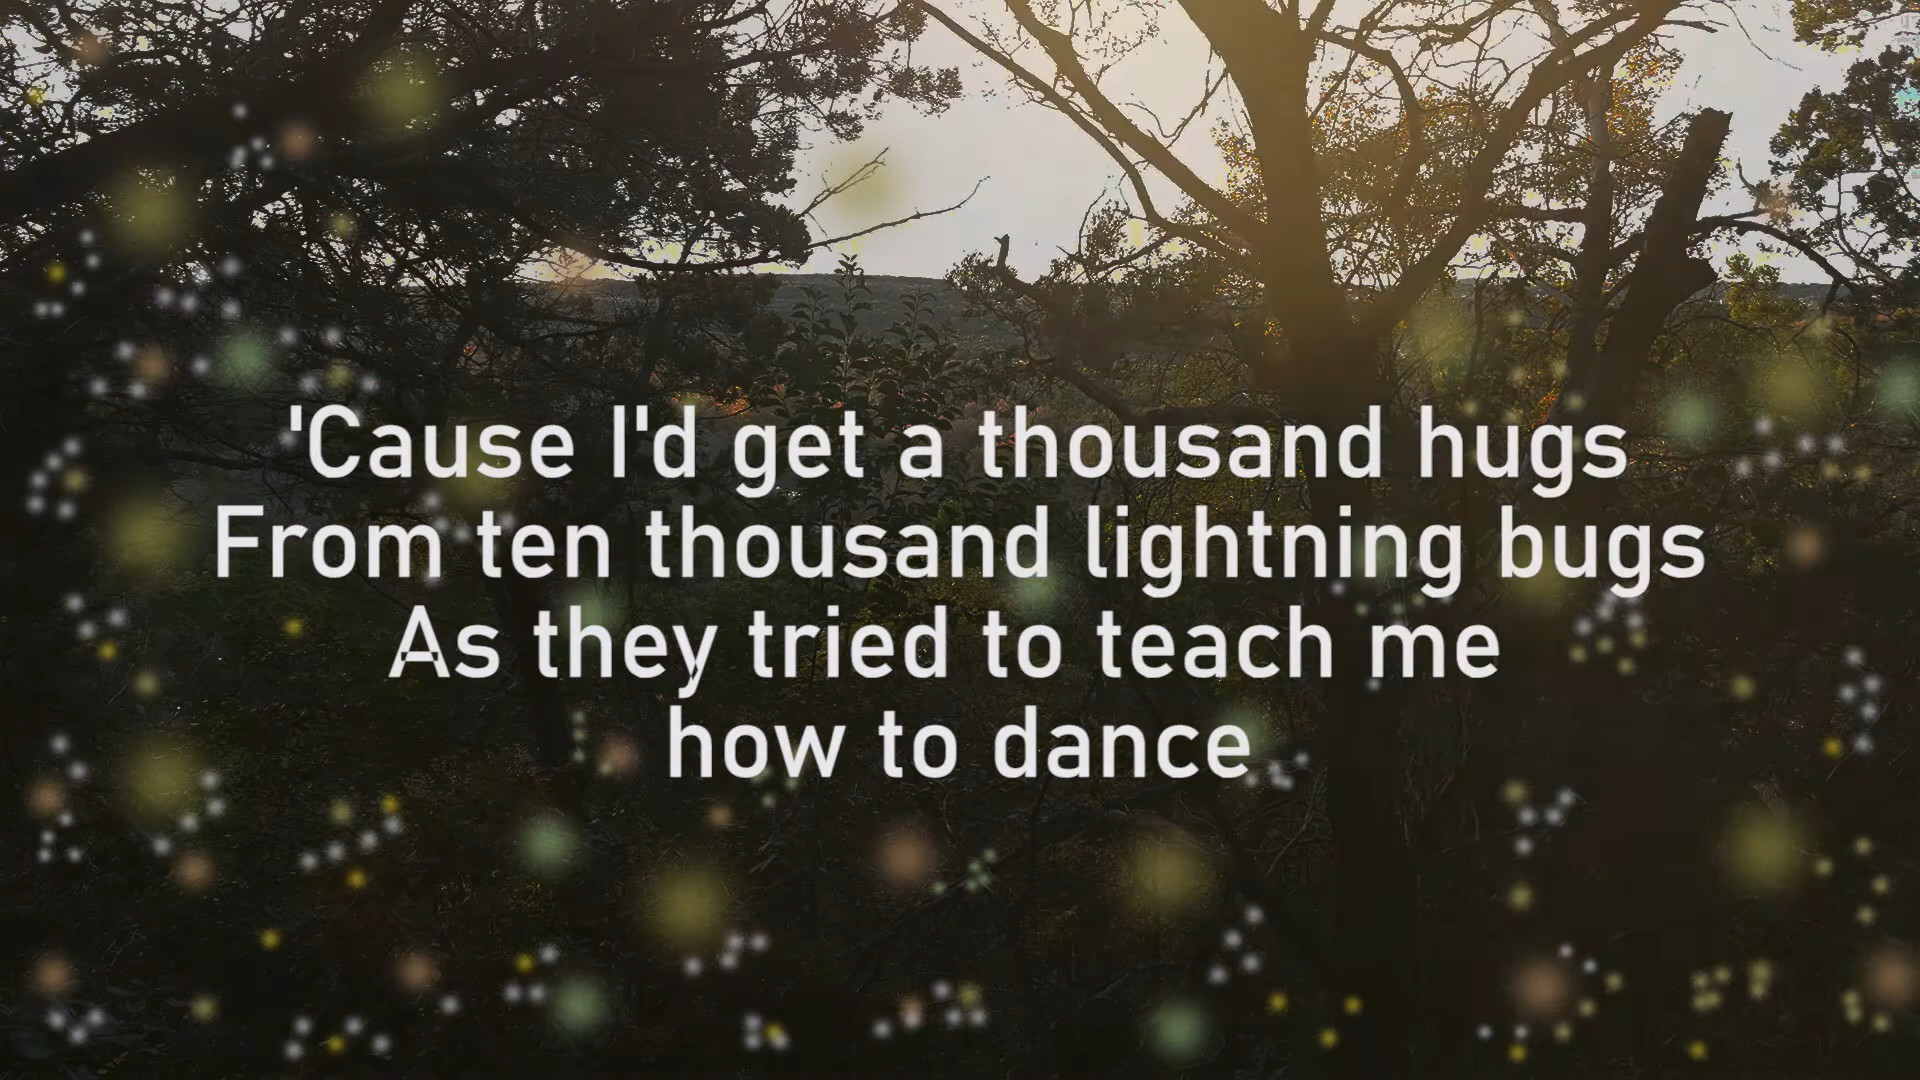 'Cause I'd get a thousand hugs
From ten thousand lightning bugs
As they tried to teach me
how to dance